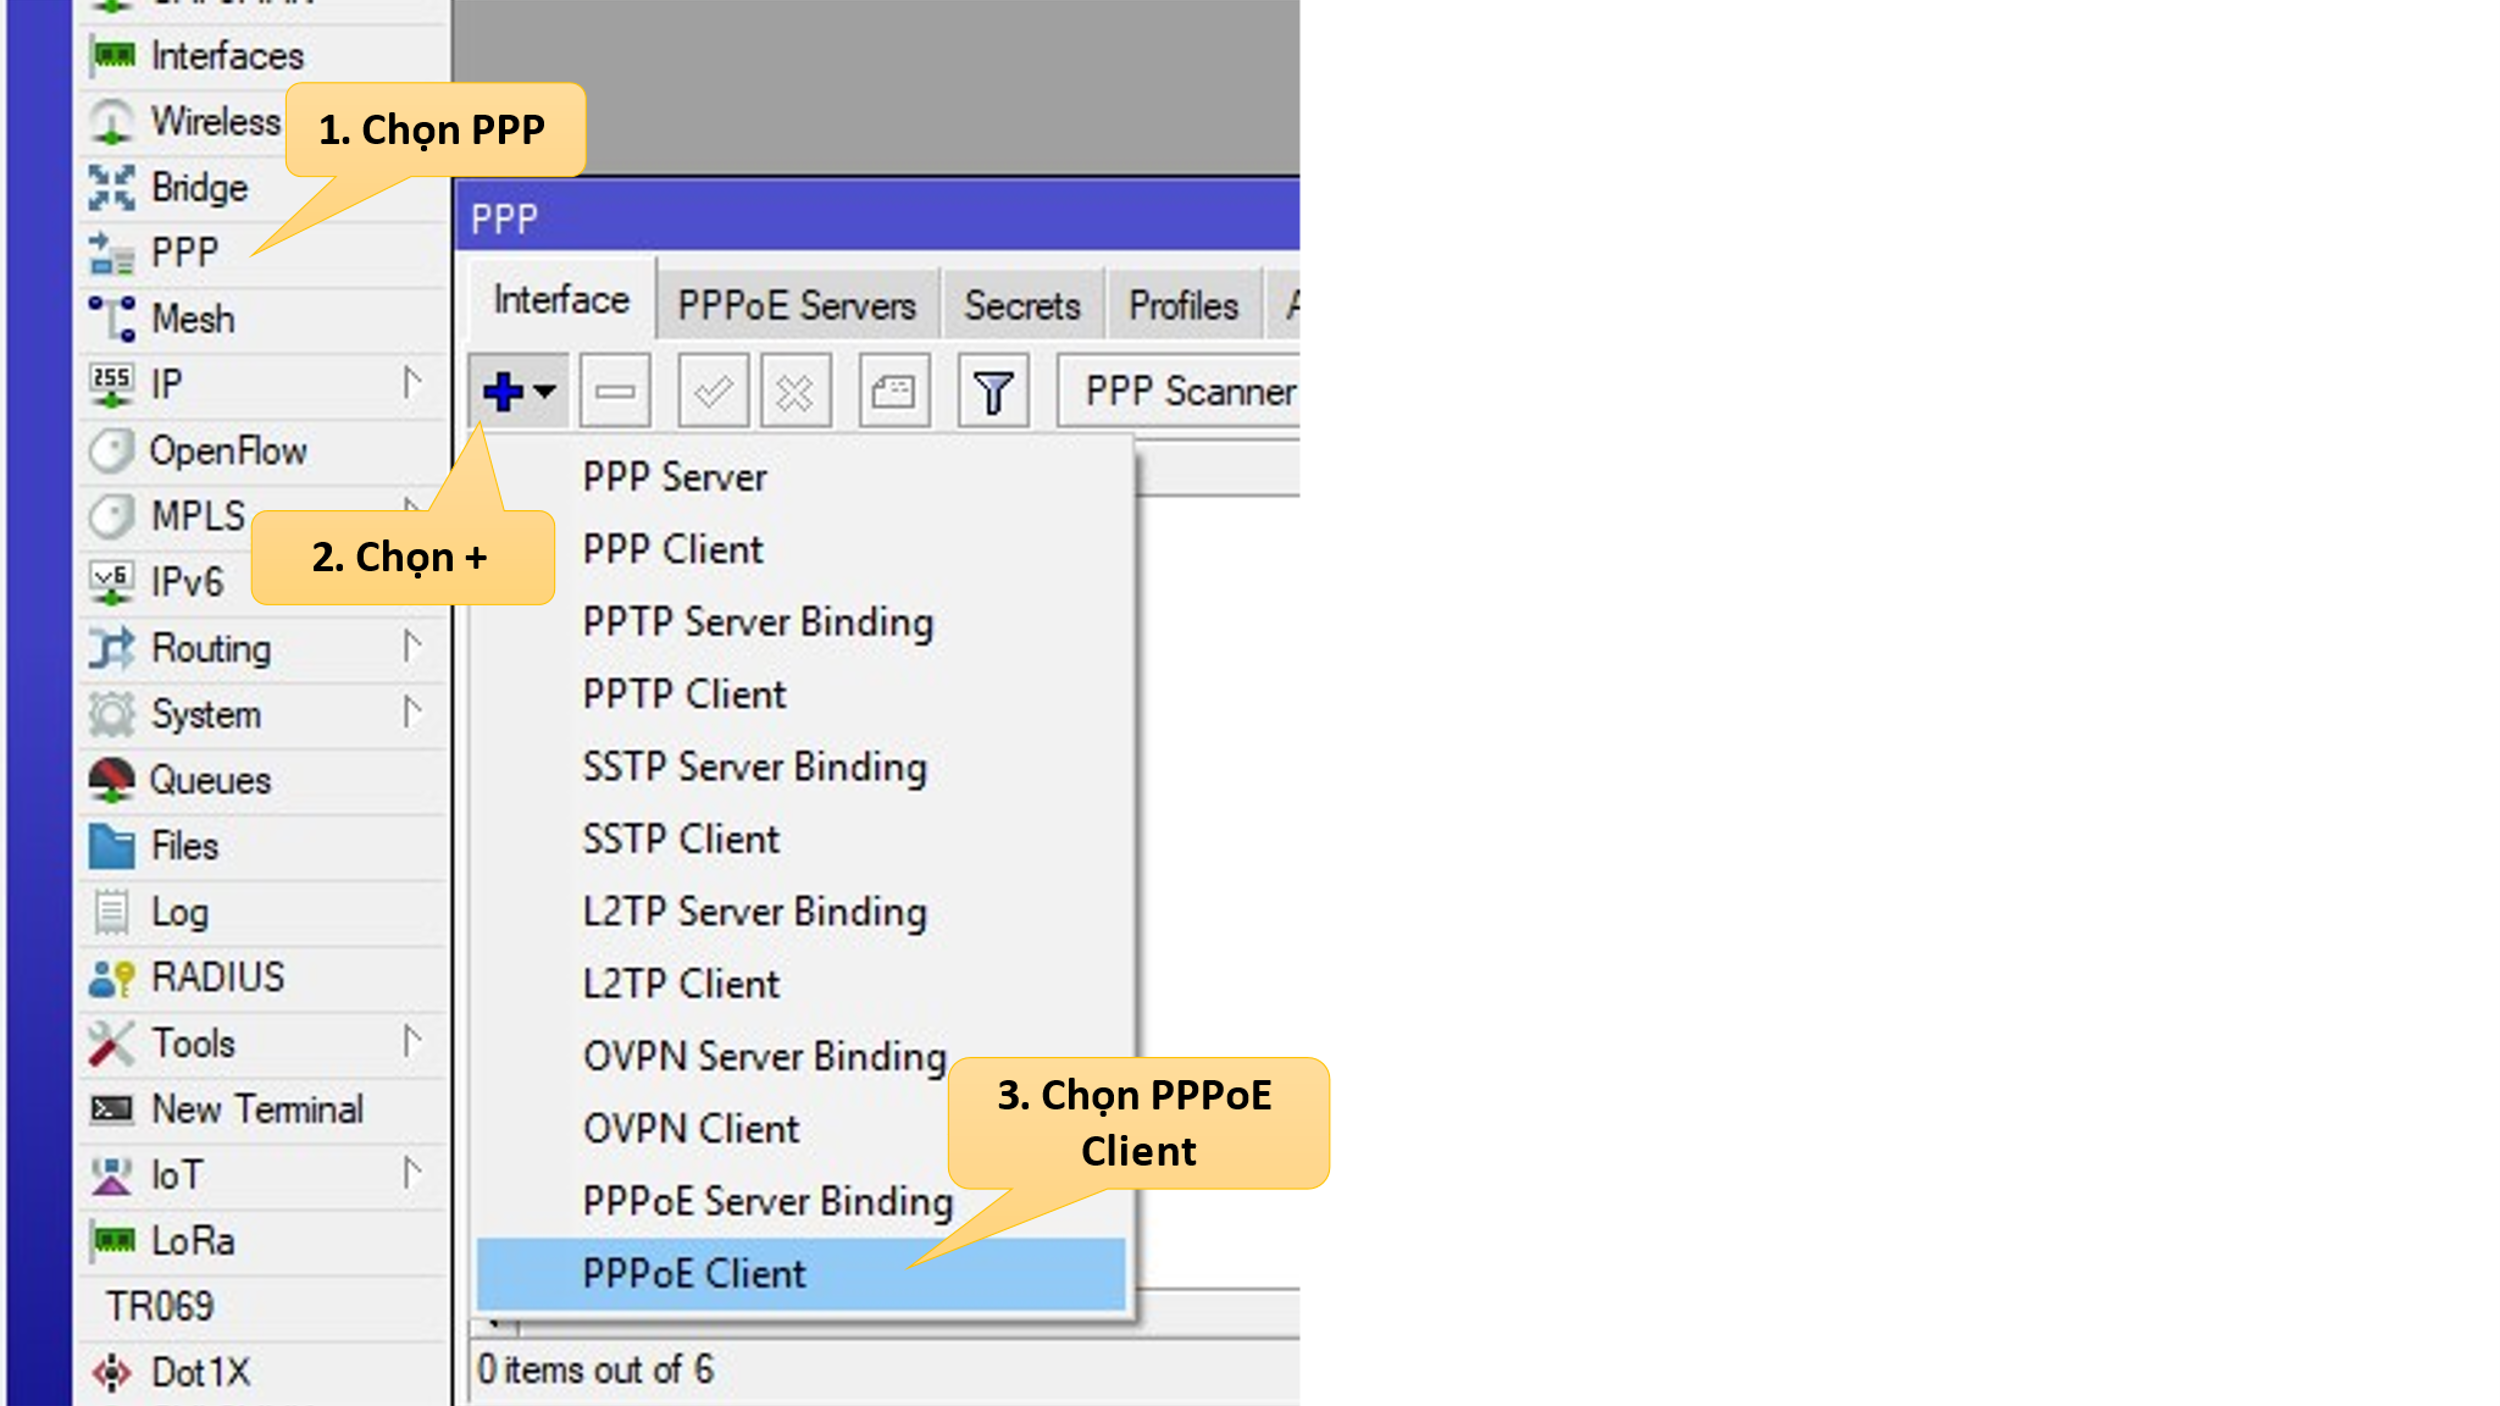 Interfaces
Wireless
Bridge
PPP
Mesh
255
IP
OpenFlow
MPLS
v6
IPv6
Routing
System
Queues
Files
Log
RADIUS
Tools
New Terminal
IoT
LoRa
TR069
Dot1X
1. Chọn PPP
PPP
Interface PPPoE Servers Secrets Profiles A
PPP Scanner
2. Chọn +
PPP Server
PPP Client
PPTP Server Binding
PPTP Client
SSTP Server Binding
SSTP Client
L2TP Server Binding
L2TP Client
OVPN Server Binding
OVPN Client
PPPoE Server Binding
PPPoE Client
3. Chọn PPPoE
Client
0 items out of 6